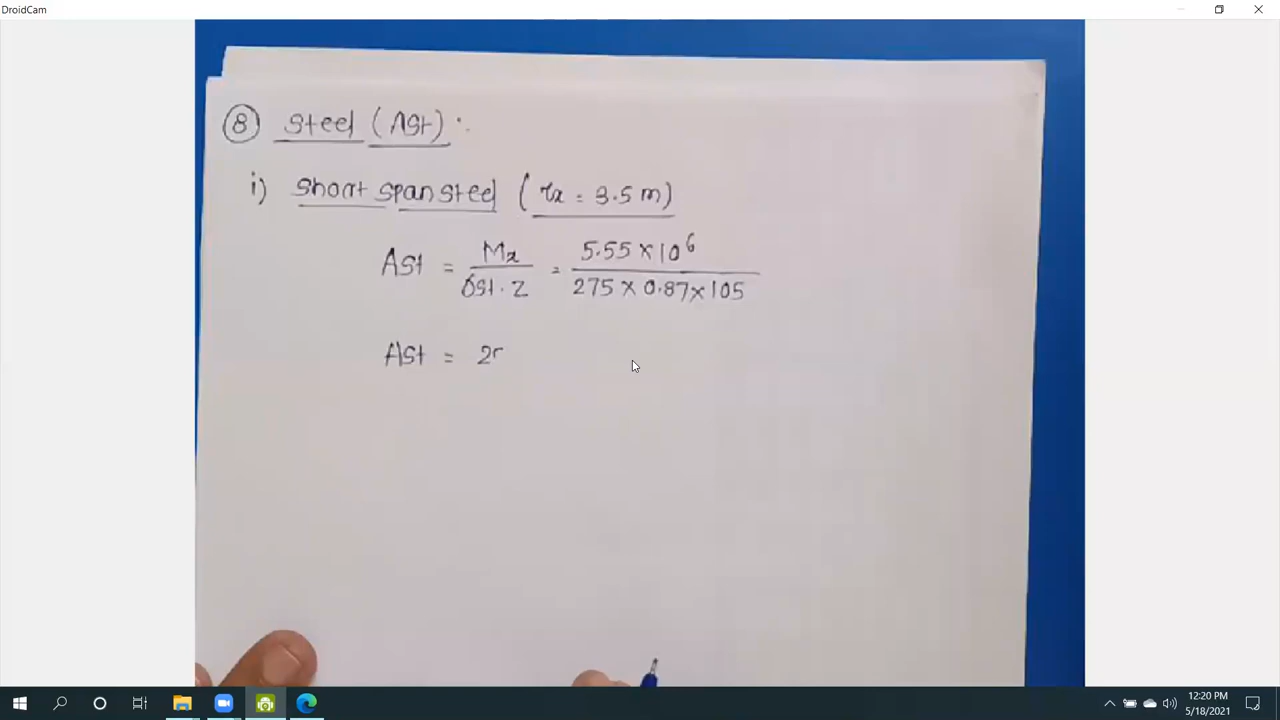 DroidCam
8 Steel (Ast) :
i) Short span steel ( rx = 3.5 m)
Ast = Mx / σst . z = 5.55 × 10⁶ / 275 × 0.87 × 105
Ast = 2
12:20 PM
5/18/2021